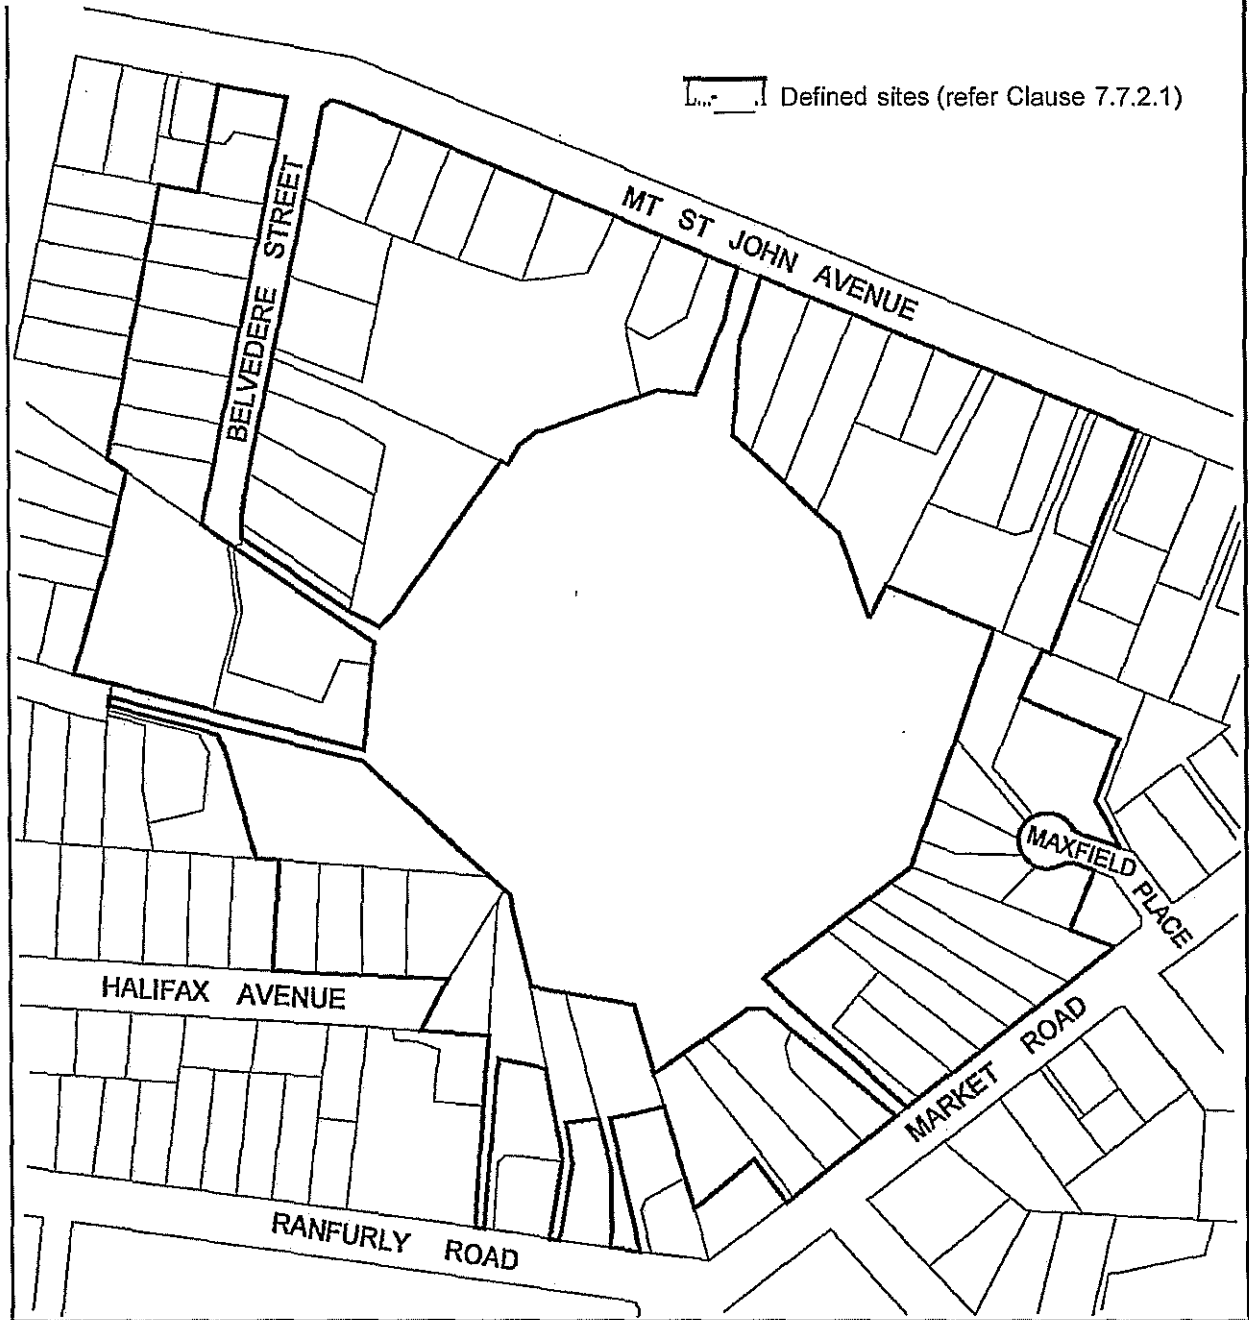 Defined sites (refer Clause 7.7.2.1)
MT ST JOHN AVENUE
BELVEDERE STREET
MAXFIELD PLACE
HALIFAX AVENUE
MARKET ROAD
RANFURLY ROAD